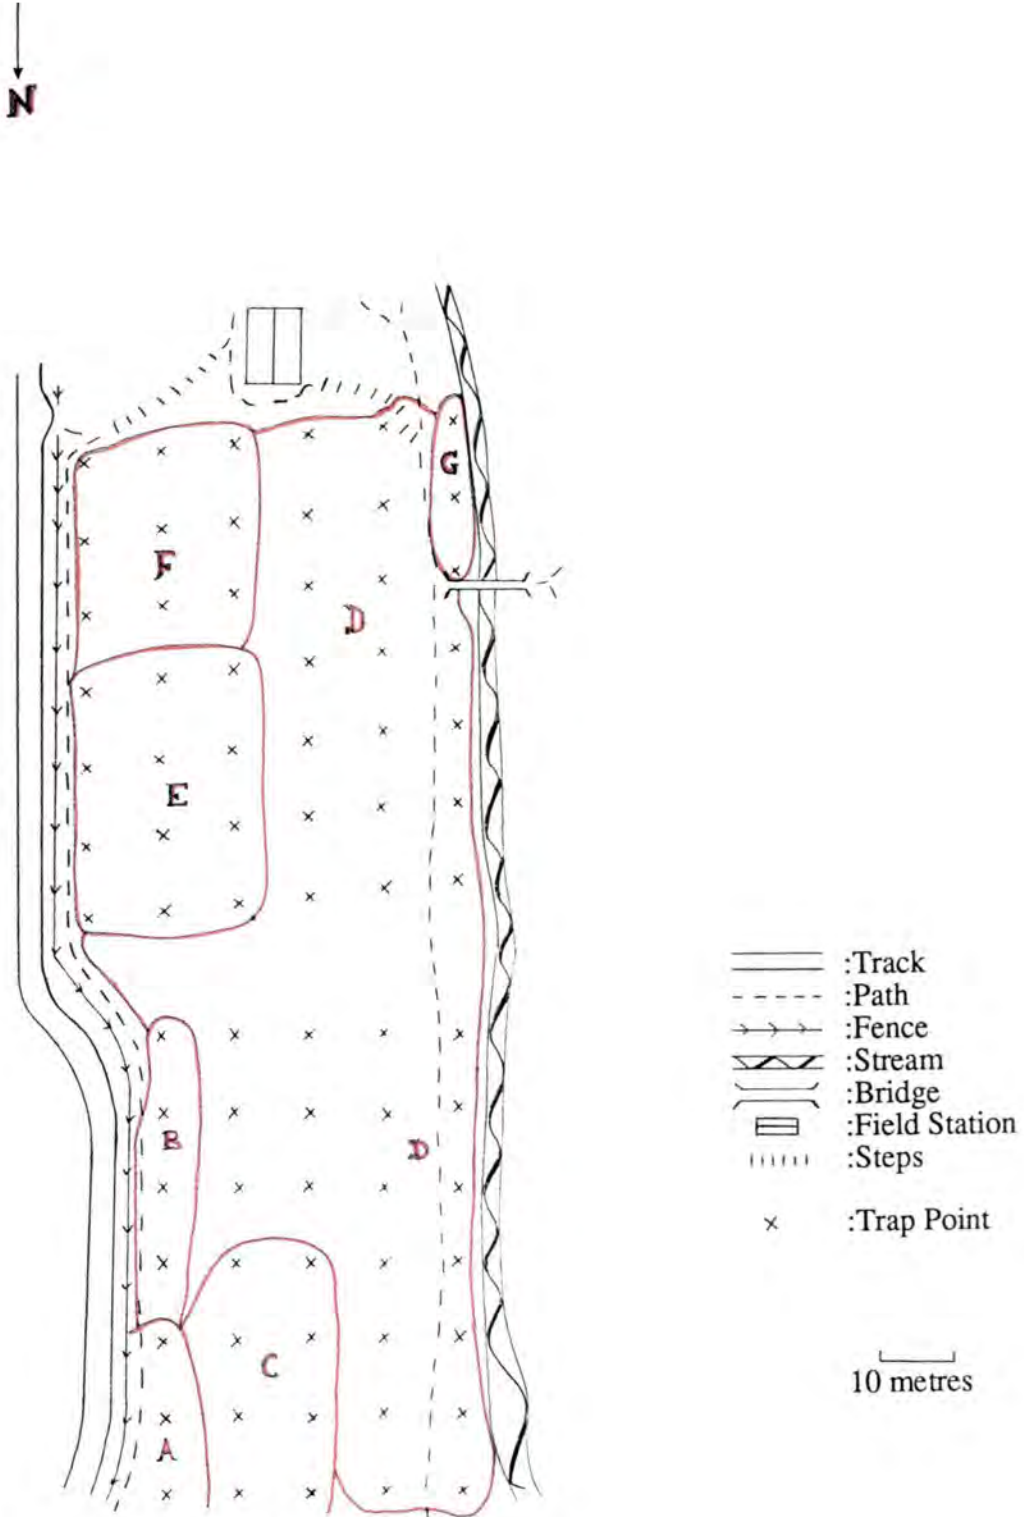 N
G
F
D
E
:Track
:Path
:Fence
:Stream
:Bridge
:Field Station
:Steps
:Trap Point
B
D
C
10 metres
A